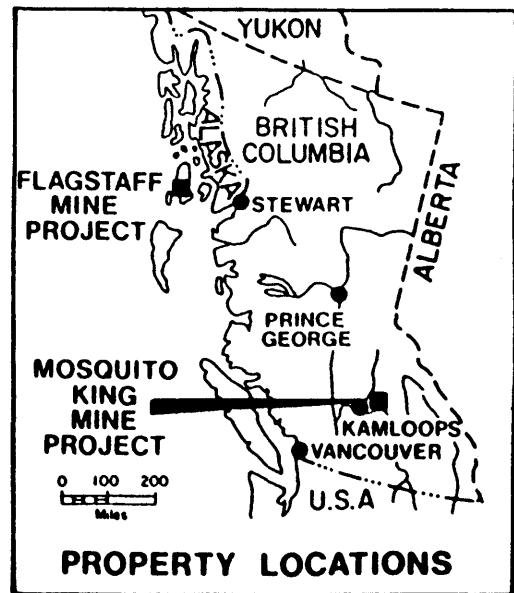 YUKON
BRITISH
COLUMBIA
ALASKA
FLAGSTAFF
MINE
PROJECT
STEWART
ALBERTA
PRINCE
GEORGE
MOSQUITO
KING
MINE
PROJECT
KAMLOOPS
VANCOUVER
0 100 200
Miles
U.S.A
PROPERTY LOCATIONS